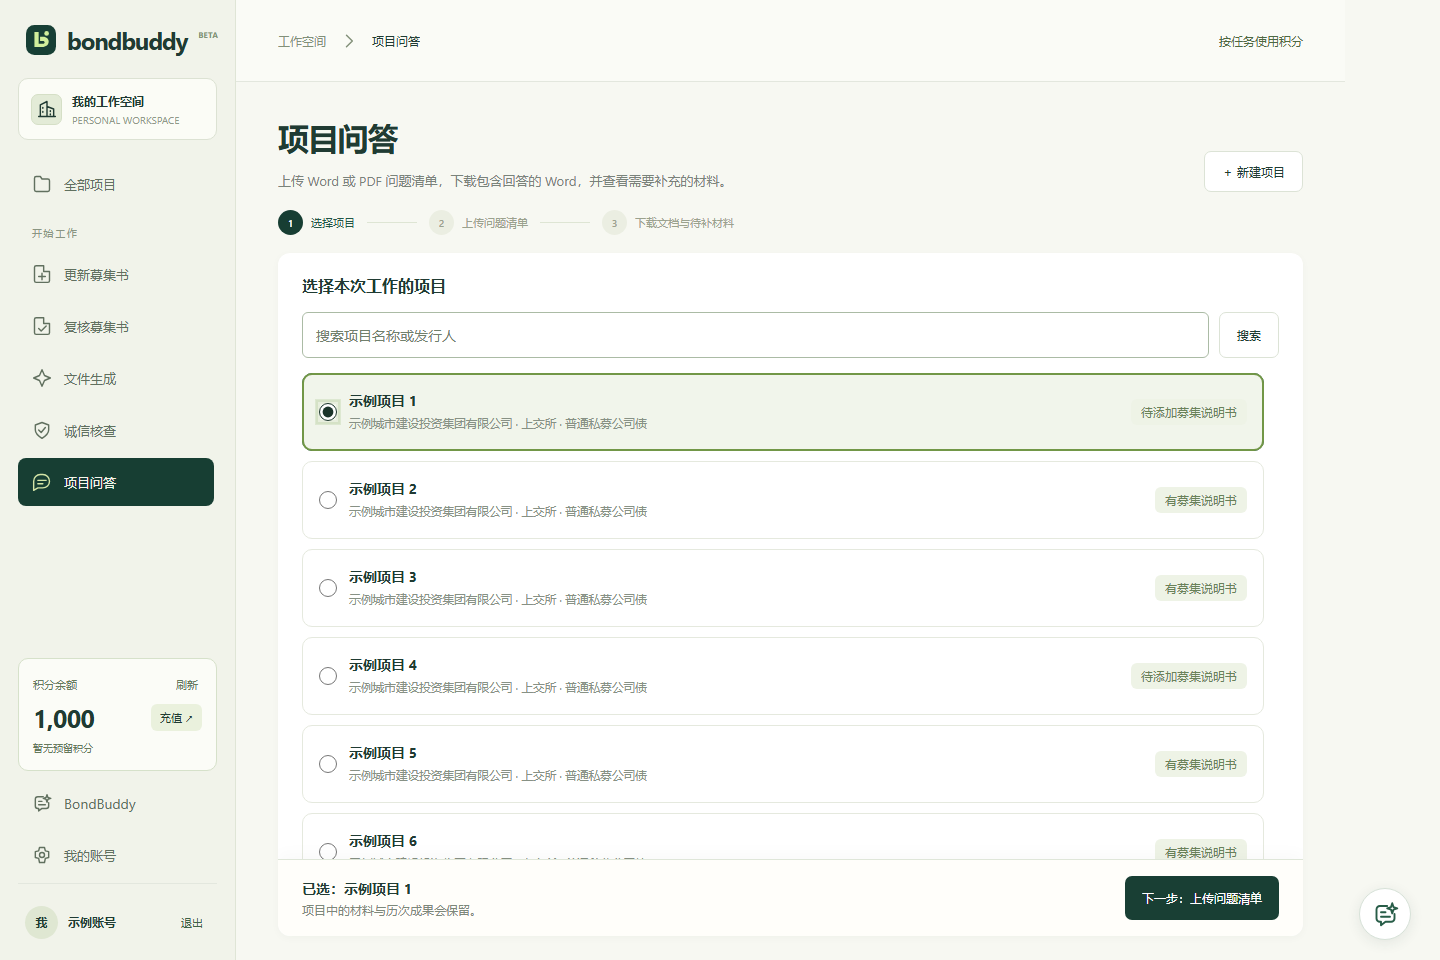 bondbuddy BETA
我的工作空间
PERSONAL WORKSPACE
全部项目
开始工作
更新募集书
复核募集书
文件生成
诚信核查
项目问答
积分余额 刷新
1,000 充值 ↗
暂无预留积分
BondBuddy
我的账号
我 示例账号 退出
工作空间 > 项目问答 按任务使用积分
项目问答
上传 Word 或 PDF 问题清单，下载包含回答的 Word，并查看需要补充的材料。
+ 新建项目
1 选择项目 2 上传问题清单 3 下载文档与待补材料
选择本次工作的项目
搜索项目名称或发行人 搜索
示例项目 1
示例城市建设投资集团有限公司 · 上交所 · 普通私募公司债
待添加募集说明书
示例项目 2
示例城市建设投资集团有限公司 · 上交所 · 普通私募公司债
有募集说明书
示例项目 3
示例城市建设投资集团有限公司 · 上交所 · 普通私募公司债
有募集说明书
示例项目 4
示例城市建设投资集团有限公司 · 上交所 · 普通私募公司债
待添加募集说明书
示例项目 5
示例城市建设投资集团有限公司 · 上交所 · 普通私募公司债
有募集说明书
示例项目 6
有募集说明书
已选：示例项目 1
项目中的材料与历次成果会保留。
下一步：上传问题清单